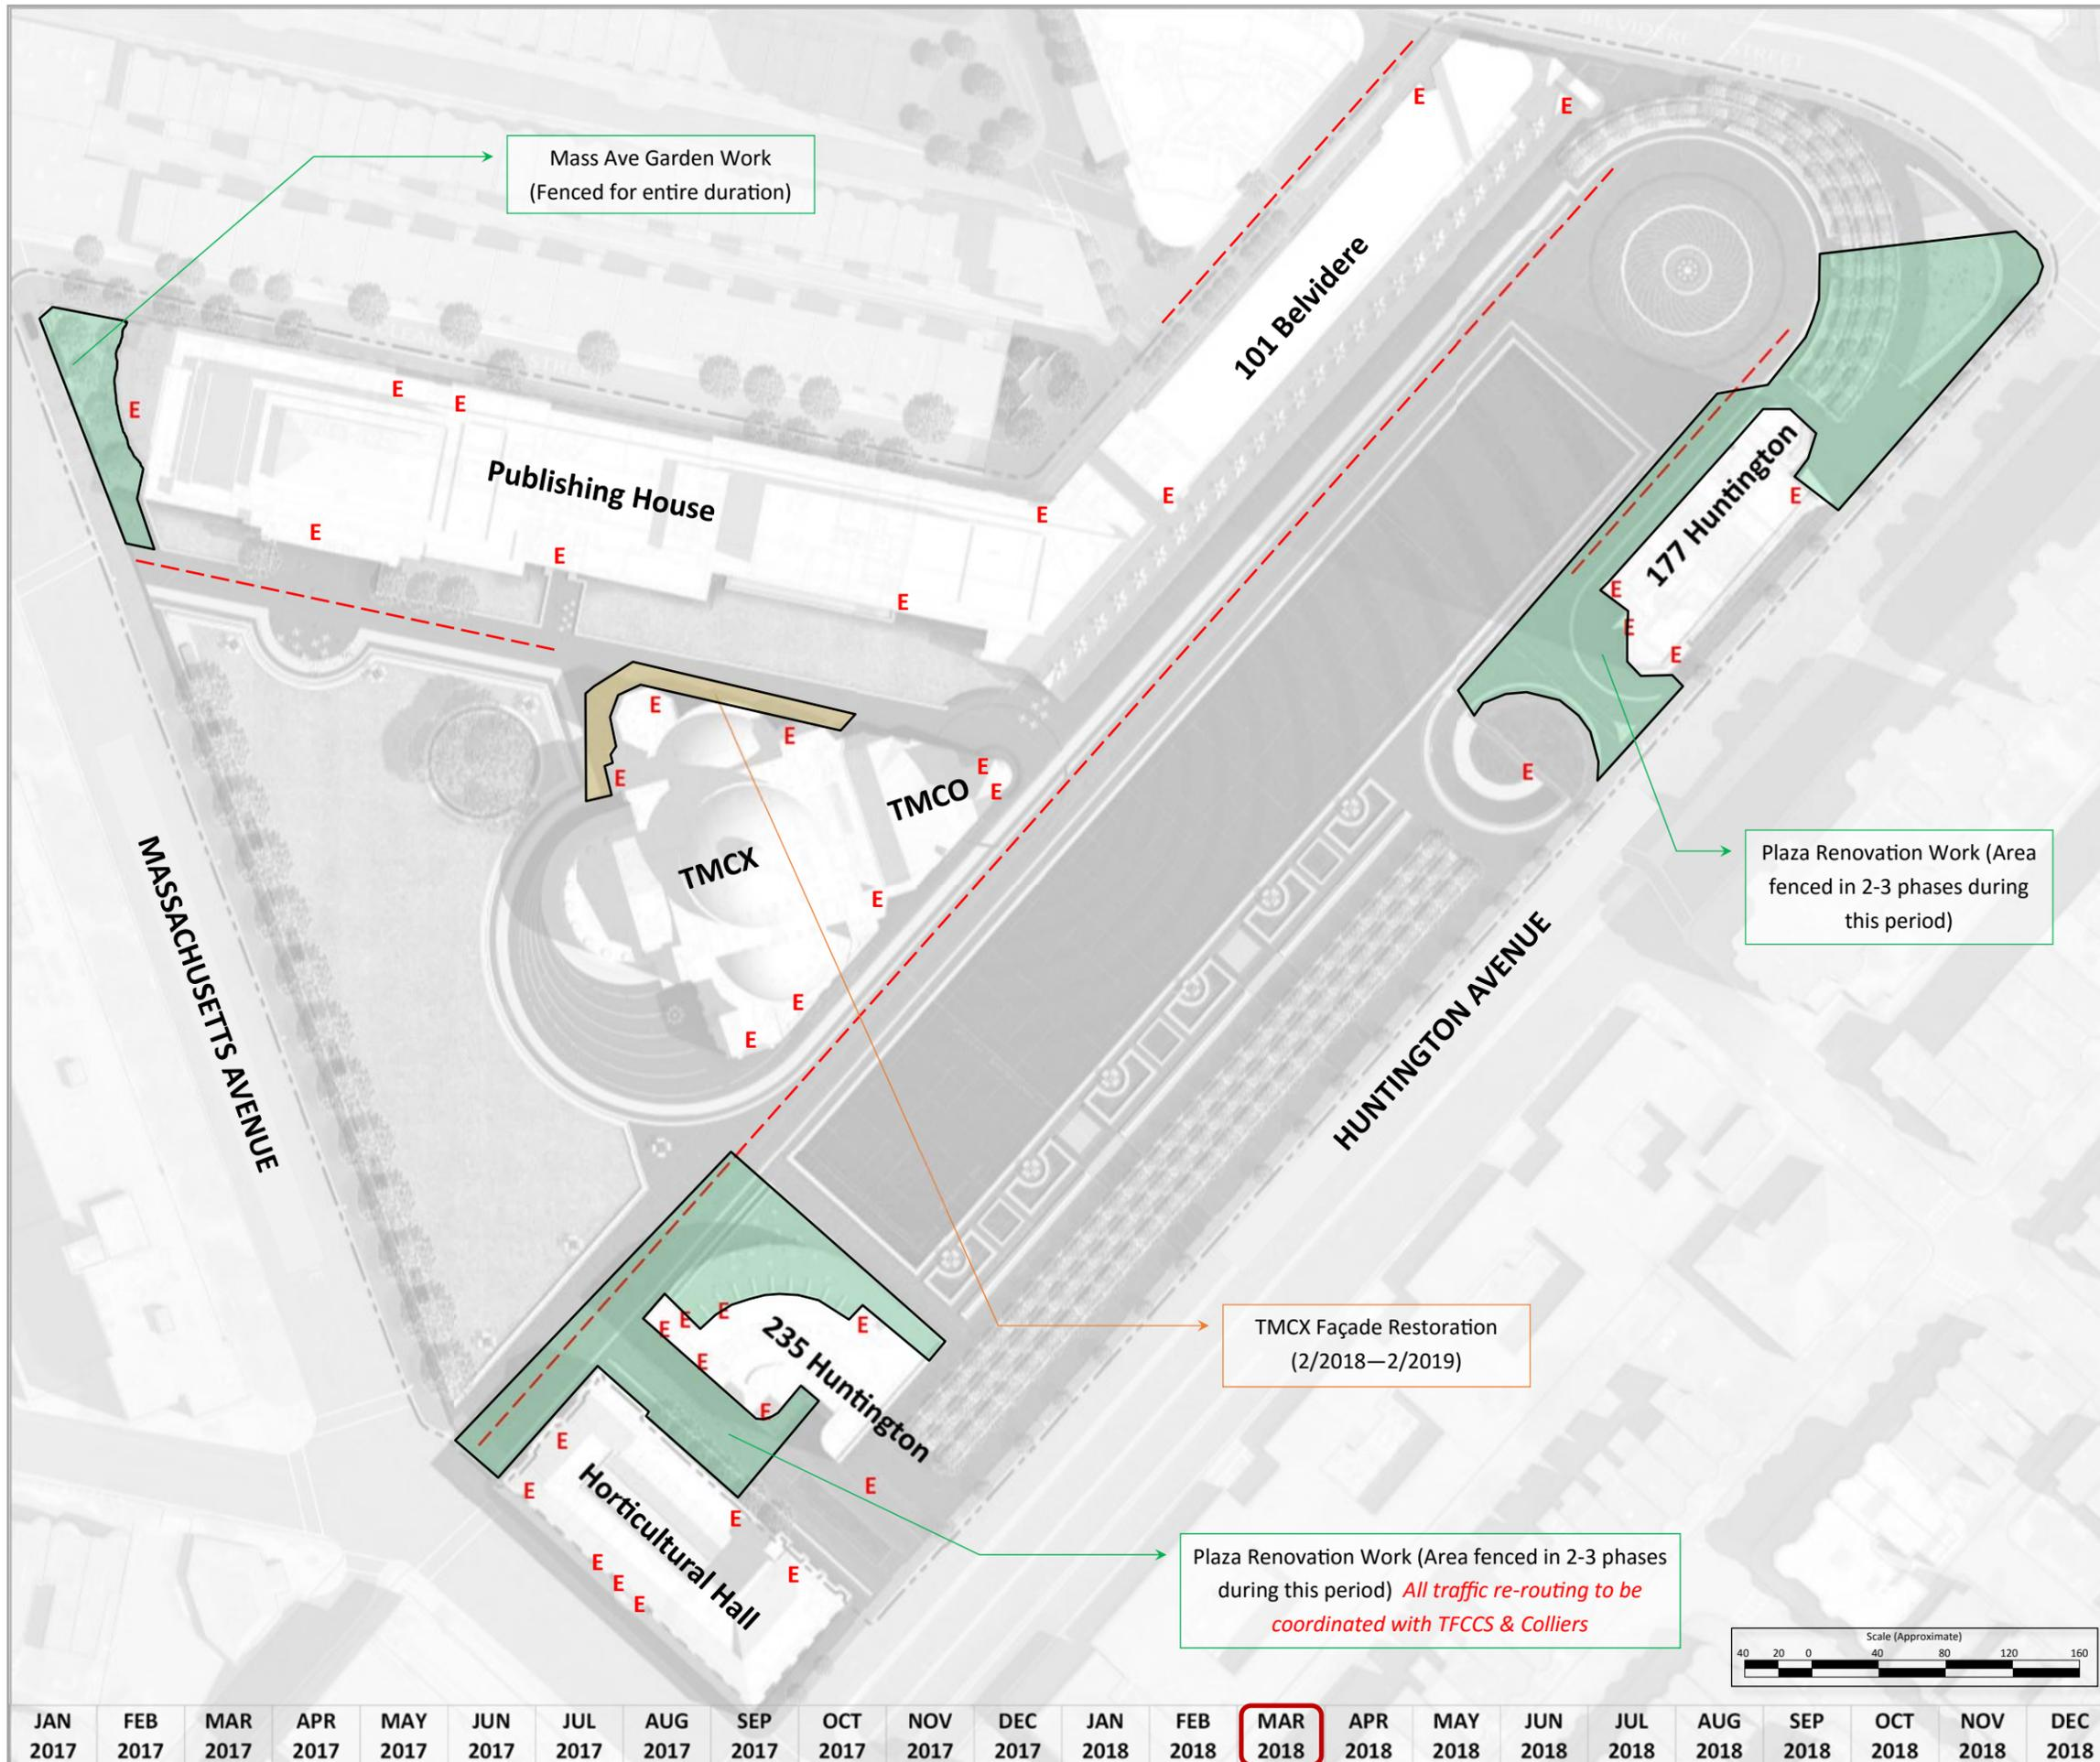 BELVIDERE STREET
Mass Ave Garden Work
(Fenced for entire duration)
E
E
101 Belvidere
E
E
E
Publishing House
E
E
E
E
E
E
177 Huntington
E
E
E
E
E
E
E
E
TMCO
E
E
E
TMCX
Plaza Renovation Work (Area
fenced in 2-3 phases during
this period)
E
MASSACHUSETTS AVENUE
HUNTINGTON AVENUE
E
E
TMCX Façade Restoration
(2/2018—2/2019)
E
E
E
E
E
E
235 Huntington
E
E
E
E
E
E
E
E
Horticultural Hall
Plaza Renovation Work (Area fenced in 2-3 phases
during this period) All traffic re-routing to be
coordinated with TFCCS & Colliers
Scale (Approximate)
40 20 0 40 80 120 160
JAN FEB MAR APR MAY JUN JUL AUG SEP OCT NOV DEC JAN FEB MAR APR MAY JUN JUL AUG SEP OCT NOV DEC
2017 2017 2017 2017 2017 2017 2017 2017 2017 2017 2017 2017 2018 2018 2018 2018 2018 2018 2018 2018 2018 2018 2018 2018